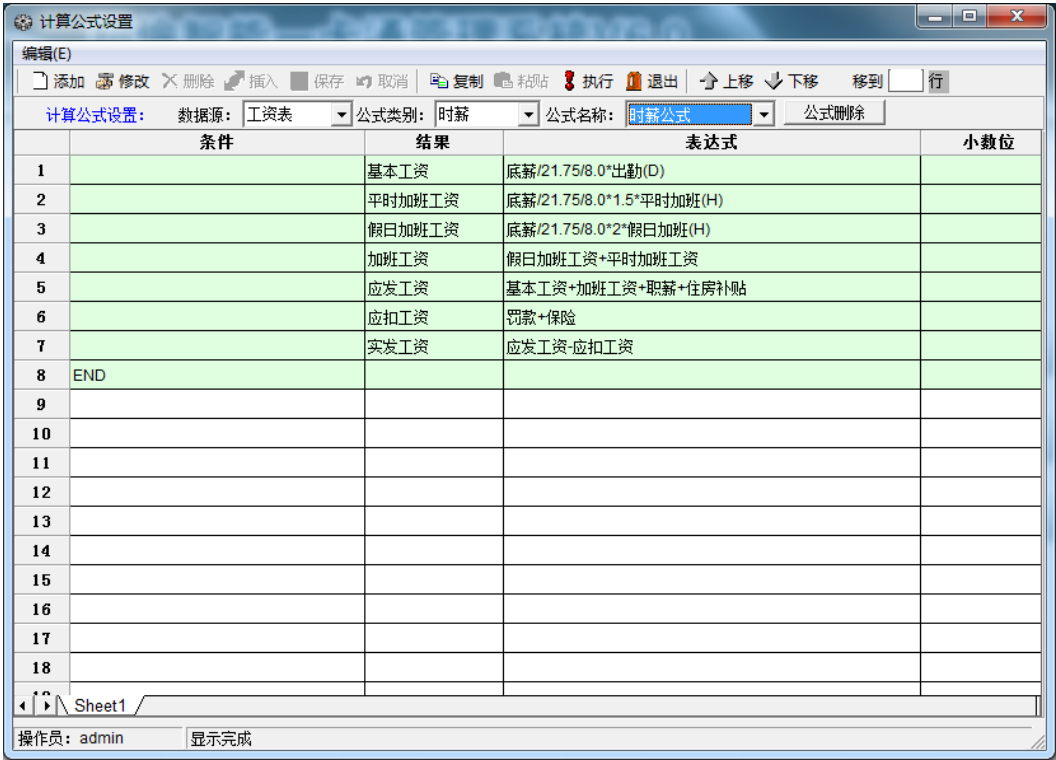 计算公式设置
编辑(E)
添加 修改 删除 插入 保存 取消 复制 粘贴 执行 退出 上移 下移 移到 行
计算公式设置: 数据源: 工资表 公式类别: 时薪 公式名称: 时薪公式 公式删除
条件 结果 表达式 小数位
1 基本工资 底薪/21.75/8.0*出勤(D)
2 平时加班工资 底薪/21.75/8.0*1.5*平时加班(H)
3 假日加班工资 底薪/21.75/8.0*2*假日加班(H)
4 加班工资 假日加班工资+平时加班工资
5 应发工资 基本工资+加班工资+职薪+住房补贴
6 应扣工资 罚款+保险
7 实发工资 应发工资-应扣工资
8 END
9
10
11
12
13
14
15
16
17
18
Sheet1
操作员: admin 显示完成